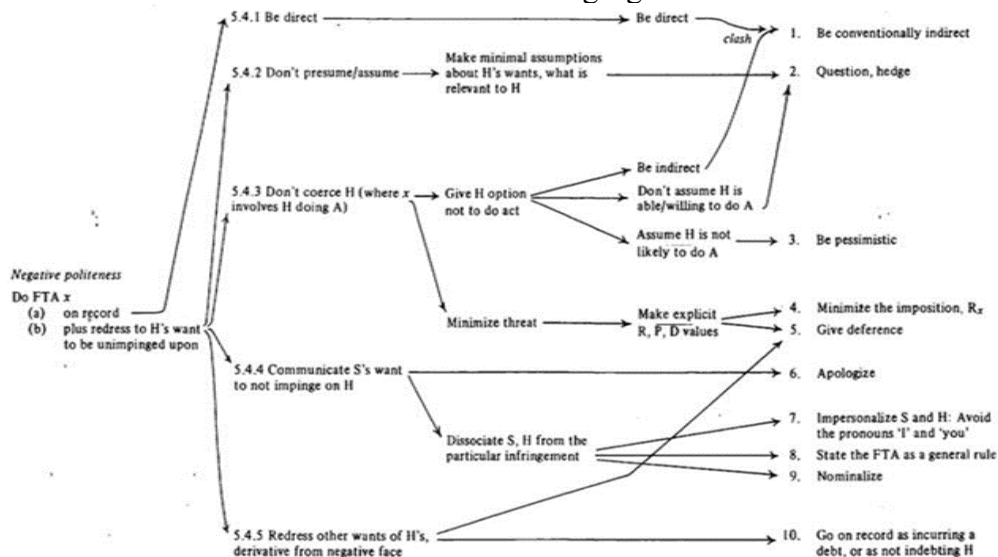 5.4.1 Be direct
Be direct
clash
1. Be conventionally indirect
5.4.2 Don't presume/assume
Make minimal assumptions
about H's wants, what is
relevant to H
2. Question, hedge
5.4.3 Don't coerce H (where x
involves H doing A)
Give H option
not to do act
Be indirect
Don't assume H is
able/willing to do A
Assume H is not
likely to do A
3. Be pessimistic
Negative politeness
Do FTA x
(a) on record
(b) plus redress to H's want
to be unimpinged upon
Minimize threat
Make explicit
R, P, D values
4. Minimize the imposition, Rx
5. Give deference
5.4.4 Communicate S's want
to not impinge on H
6. Apologize
Dissociate S, H from the
particular infringement
7. Impersonalize S and H: Avoid
the pronouns 'I' and 'you'
8. State the FTA as a general rule
9. Nominalize
5.4.5 Redress other wants of H's,
derivative from negative face
10. Go on record as incurring a
debt, or as not indebting H